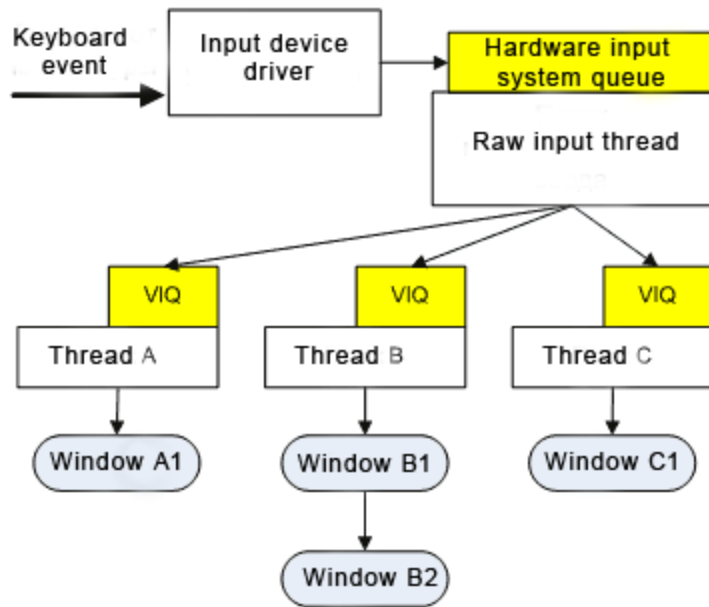 Keyboard
event
Input device
driver
Hardware input
system queue
Raw input thread
VIQ
VIQ
VIQ
Thread A
Thread B
Thread C
Window A1
Window B1
Window C1
Window B2